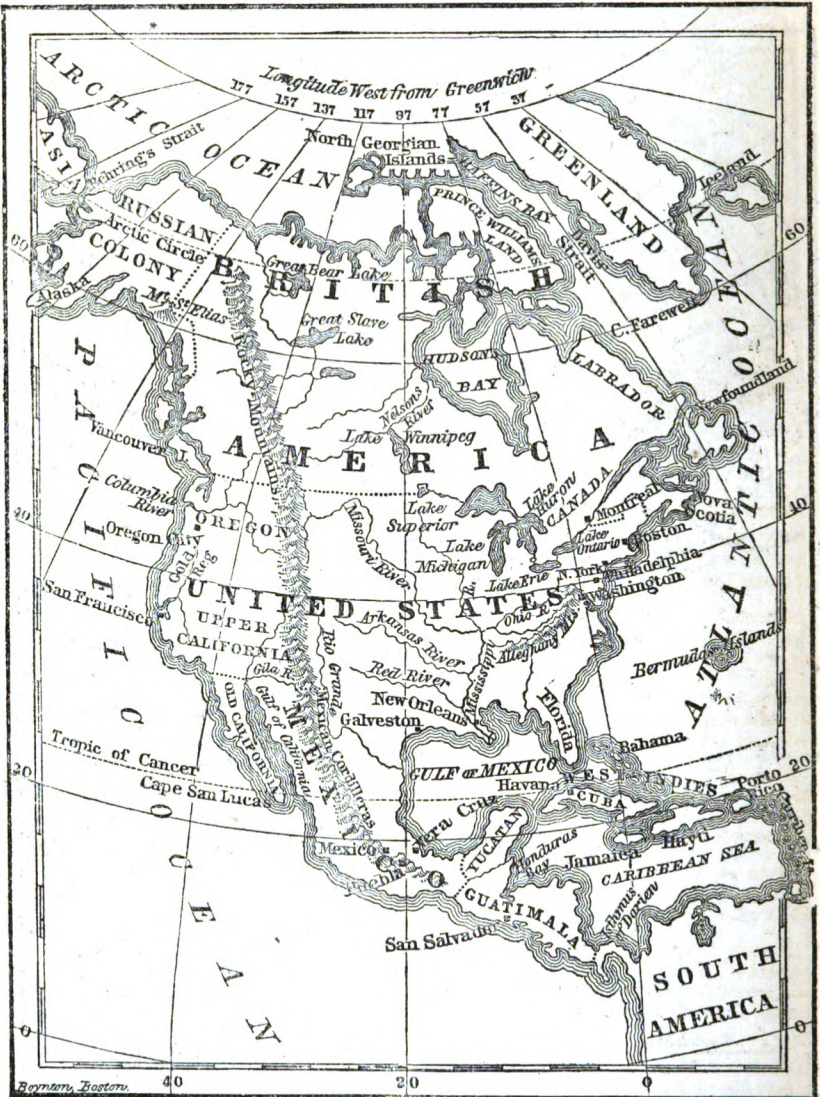 Longitude West from Greenwich
177 157 137 117 97 77 57 37
ARCTIC OCEAN
ASIA
Behring's Strait
North Georgian
Islands
BAFFINS BAY
GREENLAND
Iceland
RUSSIAN
COLONY
Arctic Circle
PRINCE WILLIAMS
LAND
Davis
Strait
60
60
Alaska
Mt. St. Elias
Great Bear Lake
BRITISH
Great Slave
Lake
C. Farewell
HUDSONS
BAY
LABRADOR
Newfoundland
Rocky Mountains
Nelsons
River
Lake Winnipeg
AMERICA
Vancouver I.
Columbia
River
OREGON
Oregon City
Gold
Reg
40
40
Missouri River
Lake
Superior
Lake
Huron
CANADA
Montreal
Nova
Scotia
Lake
Michigan
Lake
Ontario
Boston
Lake Erie
N. York
Philadelphia
Washington
San Francisco
UNITED STATES
UPPER
CALIFORNIA
Arkansas River
Ohio R.
Alleghany Mts.
Mississippi R.
Bermuda Islands
Gila R.
Rio Grande
Red River
OLD CALIFORNIA
Gulf of California
MEXICO
Mexican Cordilleras
New Orleans
Galveston
Florida
Bahama
Tropic of Cancer
Cape San Lucas
20
20
GULF OF MEXICO
WEST INDIES
Havana
CUBA
Porto
Rico
Vera Cruz
Mexico
Puebla
YUCATAN
Honduras
Bay
Jamaica
Hayti
CARIBBEAN SEA
GUATIMALA
San Salvador
Isthmus
Darien
SOUTH
AMERICA
PACIFIC OCEAN
ATLANTIC OCEAN
0
0
Boynton, Boston.
40
20
0